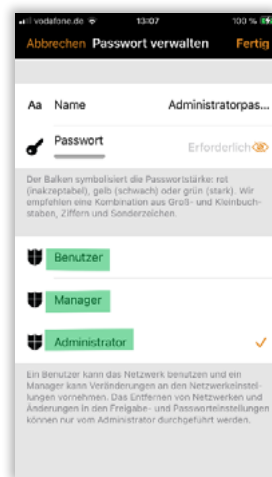 vodafone.de 13:07 100 %
Abbrechen Passwort verwalten Fertig
Aa Name Administratorpas...
Passwort Erforderlich
Der Balken symbolisiert die Passwortstärke: rot
(inakzeptabel), gelb (schwach) oder grün (stark). Wir
empfehlen eine Kombination aus Groß- und Kleinbuch-
staben, Ziffern und Sonderzeichen.
Benutzer
Manager
Administrator
Ein Benutzer kann das Netzwerk benutzen und ein
Manager kann Veränderungen an den Netzwerkeinstel-
lungen vornehmen. Das Entfernen von Netzwerken und
Änderungen in den Freigabe- und Passworteinstellungen
können nur vom Administrator durchgeführt werden.